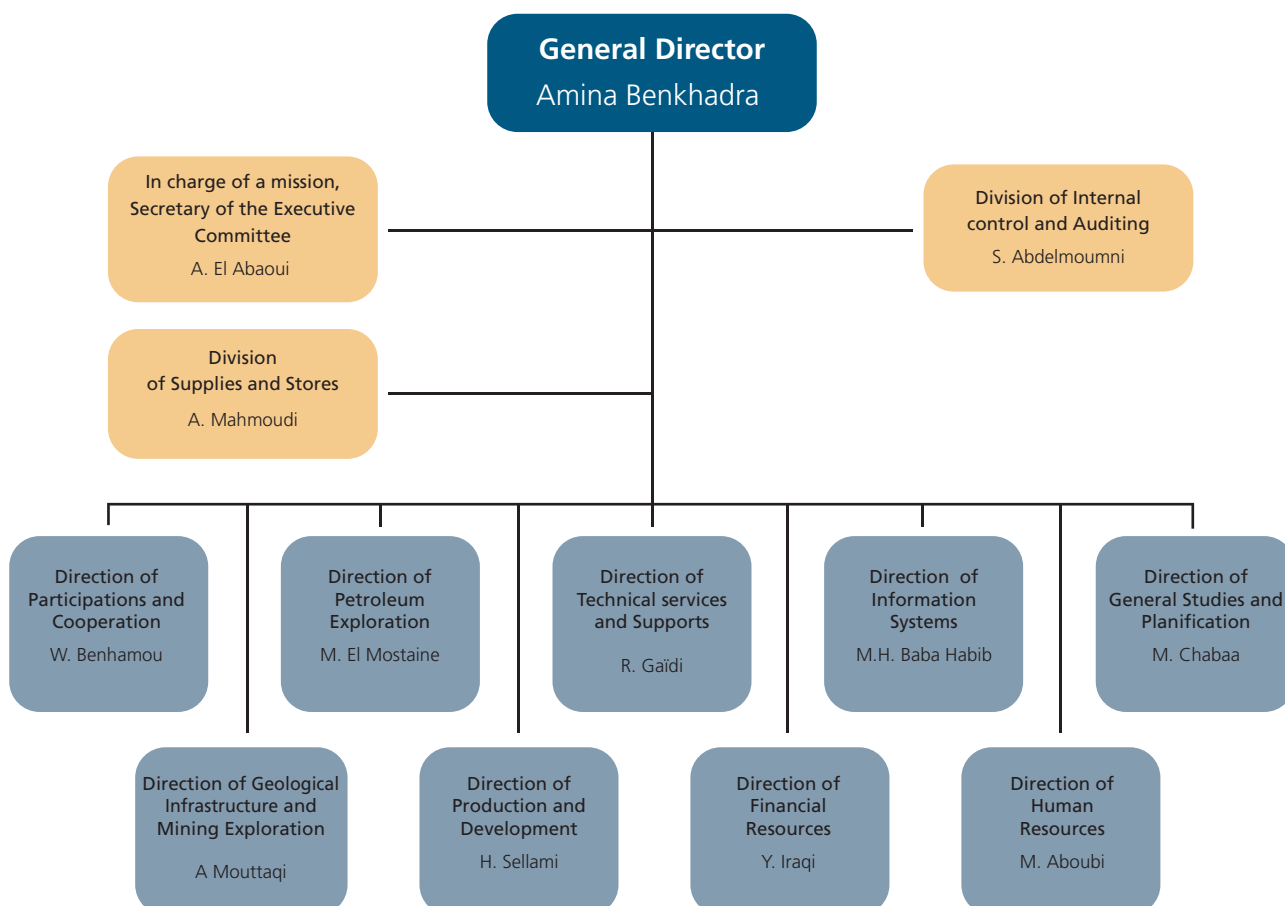 General Director
Amina Benkhadra
In charge of a mission,
Secretary of the Executive
Committee
A. El Abaoui
Division of Internal
control and Auditing
S. Abdelmoumni
Division
of Supplies and Stores
A. Mahmoudi
Direction of
Participations and
Cooperation
W. Benhamou
Direction of
Petroleum
Exploration
M. El Mostaine
Direction of
Technical services
and Supports
R. Gaïdi
Direction of
Information
Systems
M.H. Baba Habib
Direction of
General Studies and
Planification
M. Chabaa
Direction of Geological
Infrastructure and
Mining Exploration
A Mouttaqi
Direction of
Production and
Development
H. Sellami
Direction of
Financial
Resources
Y. Iraqi
Direction of
Human
Resources
M. Aboubi